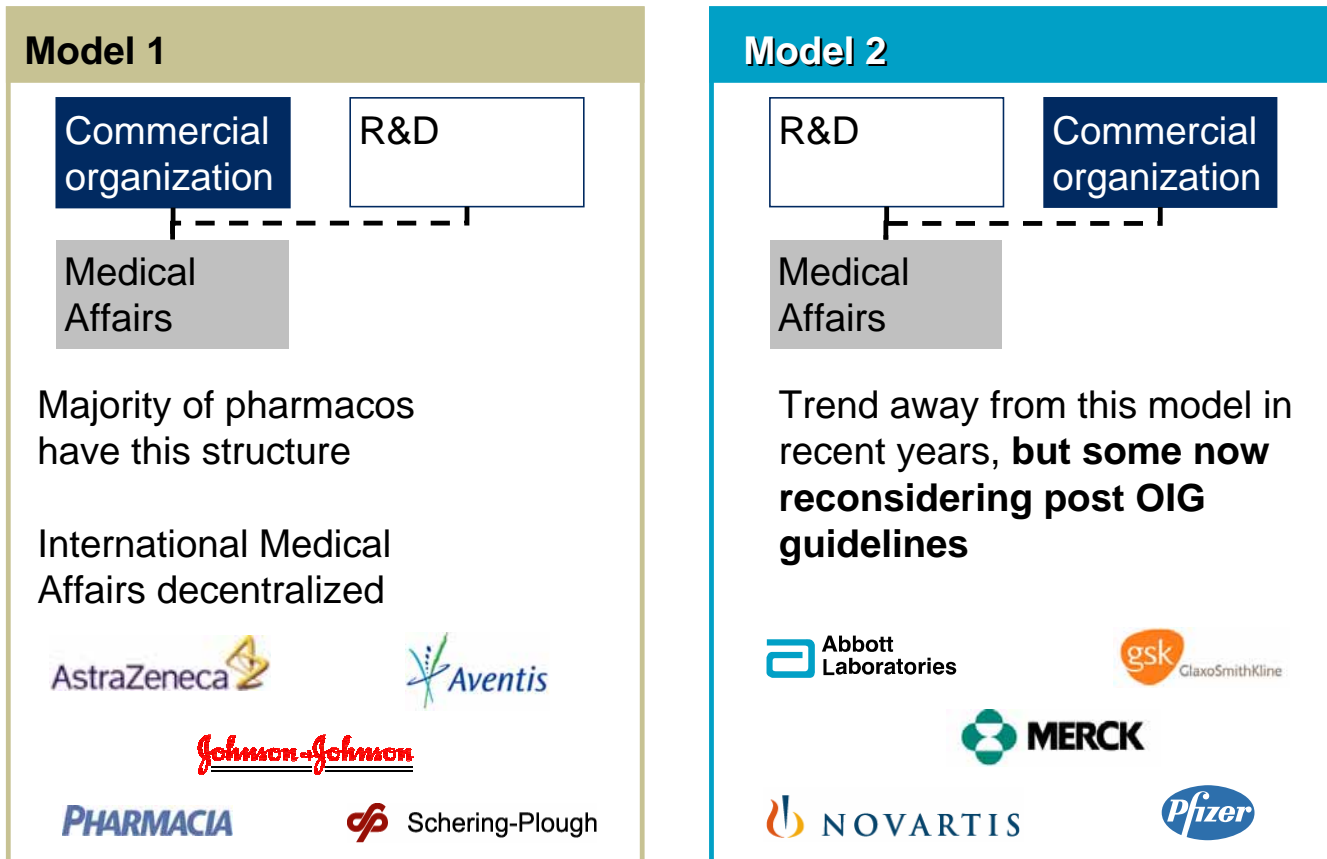 Model 1
Commercial
organization
R&D
Medical
Affairs
Majority of pharmacos
have this structure
International Medical
Affairs decentralized
AstraZeneca
Aventis
Johnson+Johnson
PHARMACIA
Schering-Plough
Model 2
R&D
Commercial
organization
Medical
Affairs
Trend away from this model in
recent years, but some now
reconsidering post OIG
guidelines
Abbott
Laboratories
gsk
GlaxoSmithKline
MERCK
NOVARTIS
Pfizer